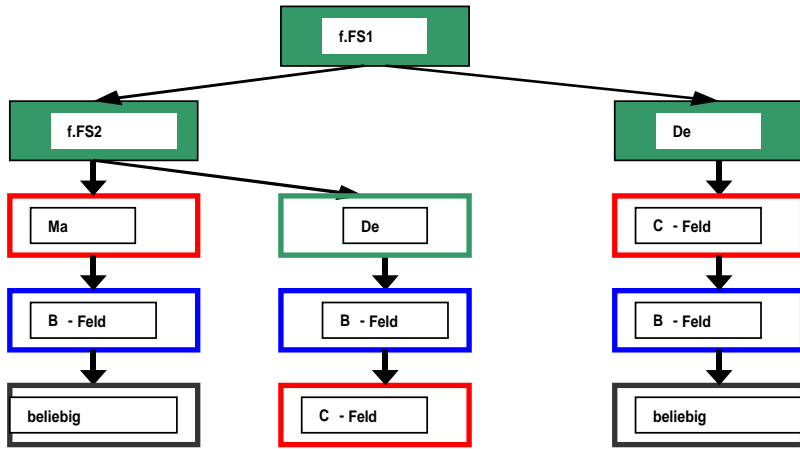 f.FS1
f.FS2
De
Ma
De
C - Feld
B - Feld
B - Feld
B - Feld
beliebig
C - Feld
beliebig